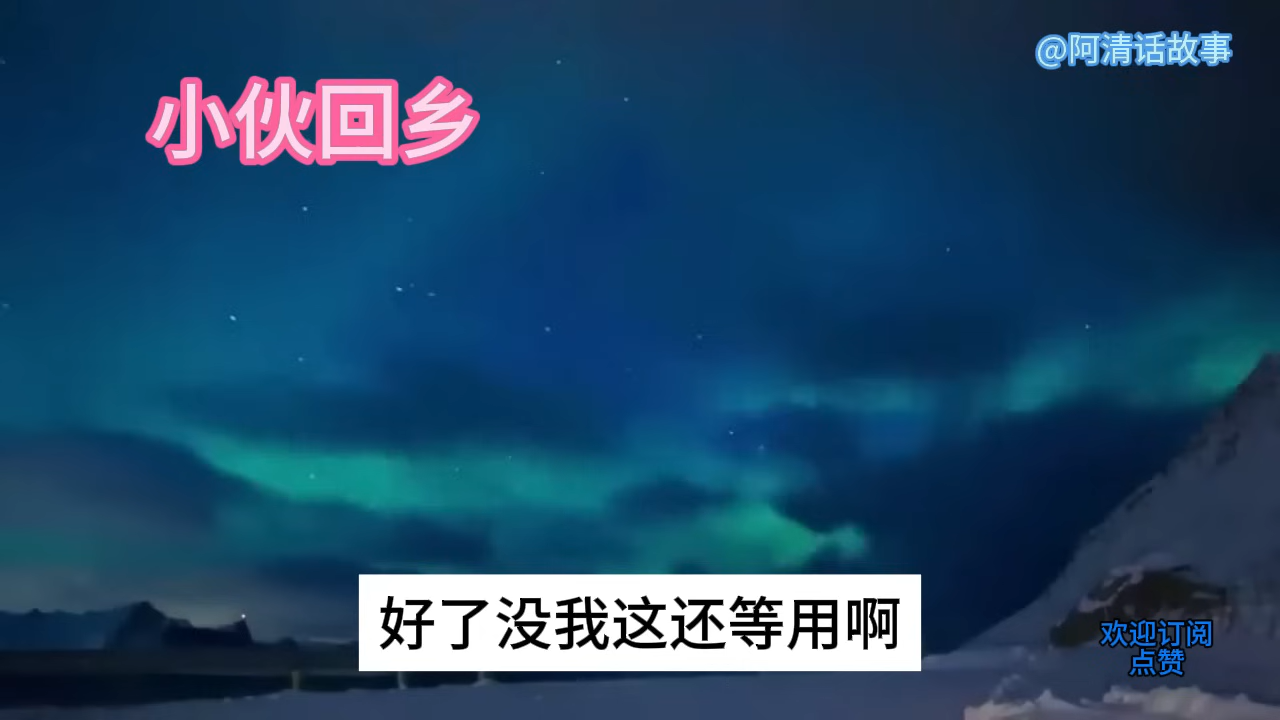 @阿清话故事
小伙回乡
好了没我这还等用啊
欢迎订阅
点赞